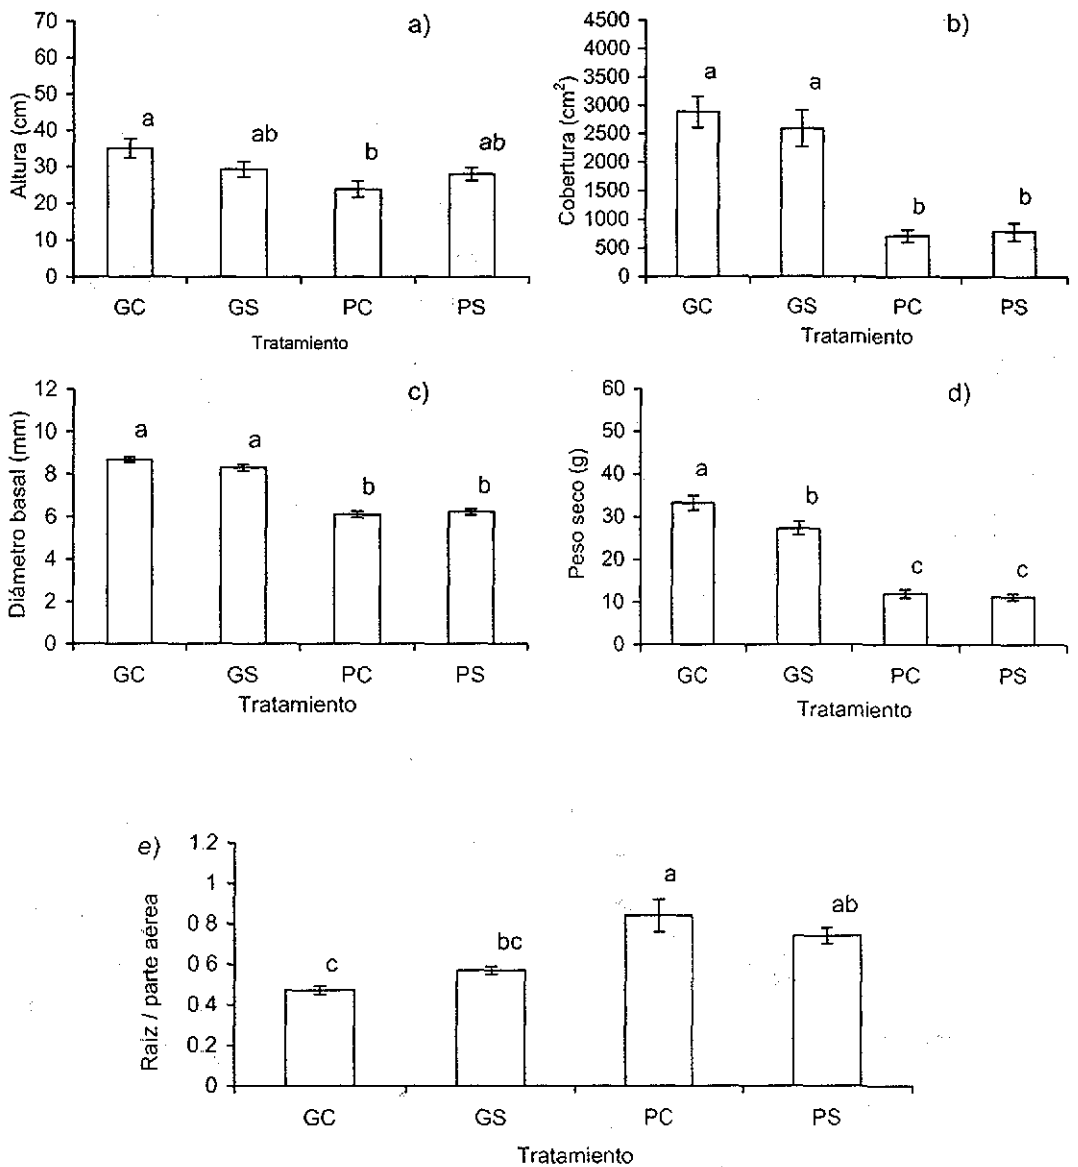 a)
70
60
50
40
30
20
10
0
Altura (cm)
a
ab
b
ab
GC GS PC PS
Tratamiento
b)
4500
4000
3500
3000
2500
2000
1500
1000
500
0
Cobertura (cm²)
a
a
b
b
GC GS PC PS
Tratamiento
c)
12
10
8
6
4
2
0
Diámetro basal (mm)
a
a
b
b
GC GS PC PS
Tratamiento
d)
60
50
40
30
20
10
0
Peso seco (g)
a
b
c
c
GC GS PC PS
Tratamiento
e)
1.2
1
0.8
0.6
0.4
0.2
0
Raiz / parte aérea
c
bc
a
ab
GC GS PC PS
Tratamiento